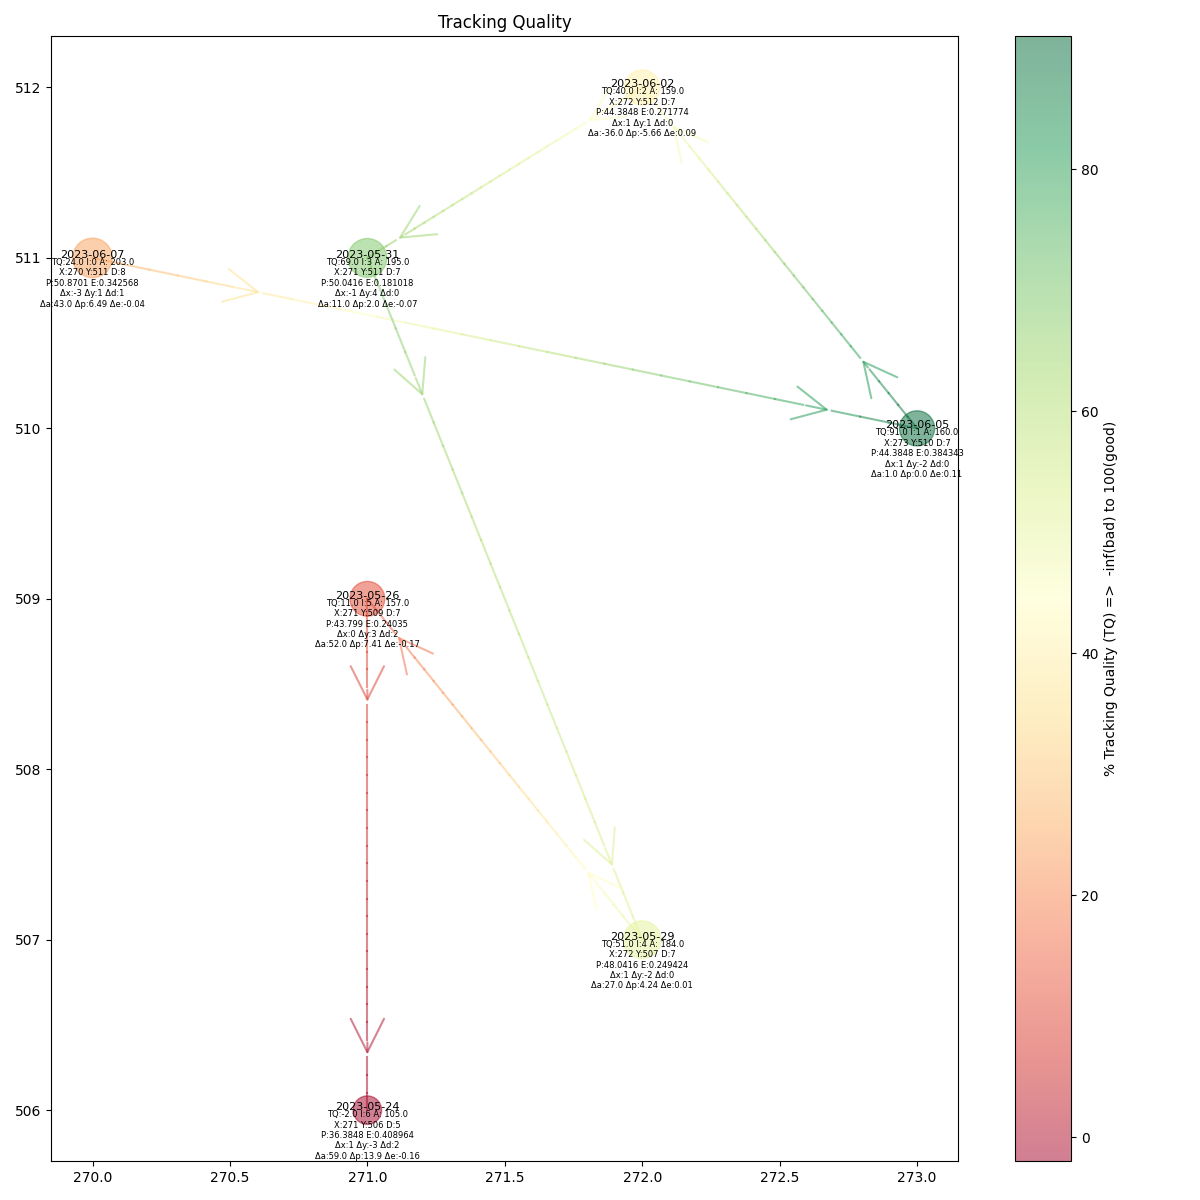 Tracking Quality
512
511
510
509
508
507
506
270.0
270.5
271.0
271.5
272.0
272.5
273.0
2023-06-02
TQ:40.0 I:2 A: 159.0
X:272 Y:512 D:7
P:44.3848 E:0.271774
Δx:1 Δy:1 Δd:0
Δa:-36.0 Δp:-5.66 Δe:0.09
2023-06-07
TQ:24.0 I:0 A: 203.0
X:270 Y:511 D:8
P:50.8701 E:0.342568
Δx:-3 Δy:1 Δd:1
Δa:43.0 Δp:6.49 Δe:-0.04
2023-05-31
TQ:69.0 I:3 A: 195.0
X:271 Y:511 D:7
P:50.0416 E:0.181018
Δx:-1 Δy:4 Δd:0
Δa:11.0 Δp:2.0 Δe:-0.07
2023-06-05
TQ:91.0 I:1 A: 160.0
X:273 Y:510 D:7
P:44.3848 E:0.384343
Δx:1 Δy:-2 Δd:0
Δa:1.0 Δp:0.0 Δe:0.11
2023-05-26
TQ:11.0 I:5 A: 157.0
X:271 Y:509 D:7
P:43.799 E:0.24035
Δx:0 Δy:3 Δd:2
Δa:52.0 Δp:7.41 Δe:-0.17
2023-05-29
TQ:51.0 I:4 A: 184.0
X:272 Y:507 D:7
P:48.0416 E:0.249424
Δx:1 Δy:-2 Δd:0
Δa:27.0 Δp:4.24 Δe:0.01
2023-05-24
TQ:-2.0 I:6 A: 105.0
X:271 Y:506 D:5
P:36.3848 E:0.408964
Δx:1 Δy:-3 Δd:2
Δa:59.0 Δp:13.9 Δe:-0.16
80
60
40
20
0
% Tracking Quality (TQ) =>  -inf(bad) to 100(good)